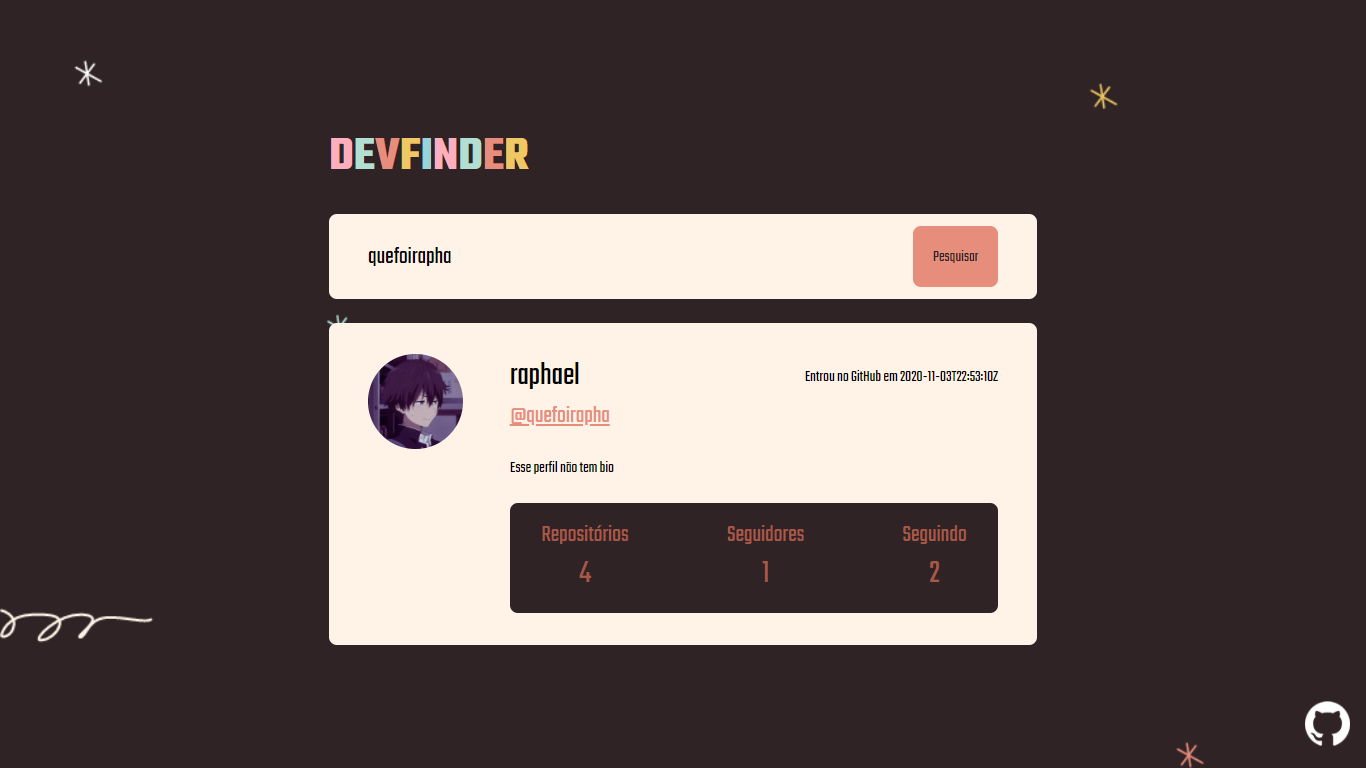 DEVFINDER
quefoirapha
Pesquisar
raphael
Entrou no GitHub em 2020-11-03T22:53:10Z
@quefoirapha
Esse perfil não tem bio
Repositórios Seguidores Seguindo
4 1 2